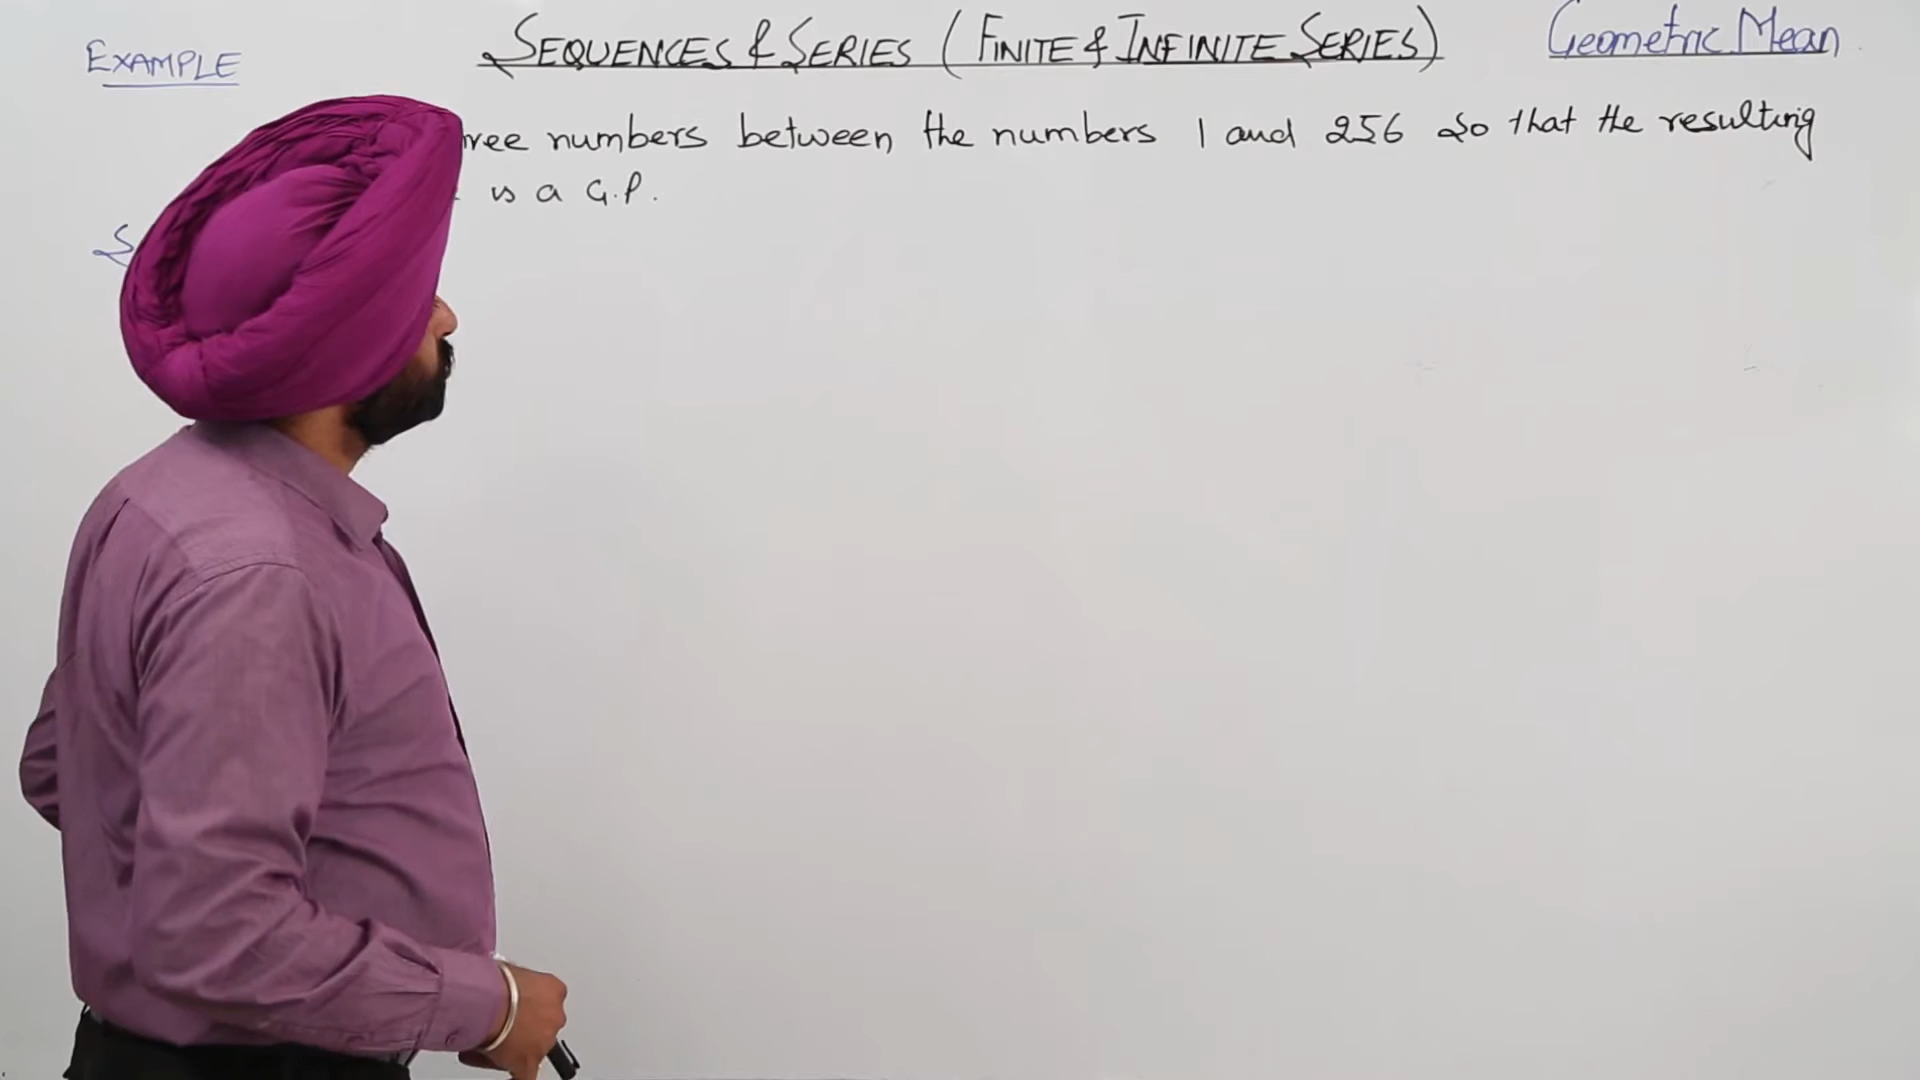 EXAMPLE
SEQUENCES & SERIES (FINITE & INFINITE SERIES)
Geometric Mean
numbers between the numbers 1 and 256 so that the resulting
is a G.P.